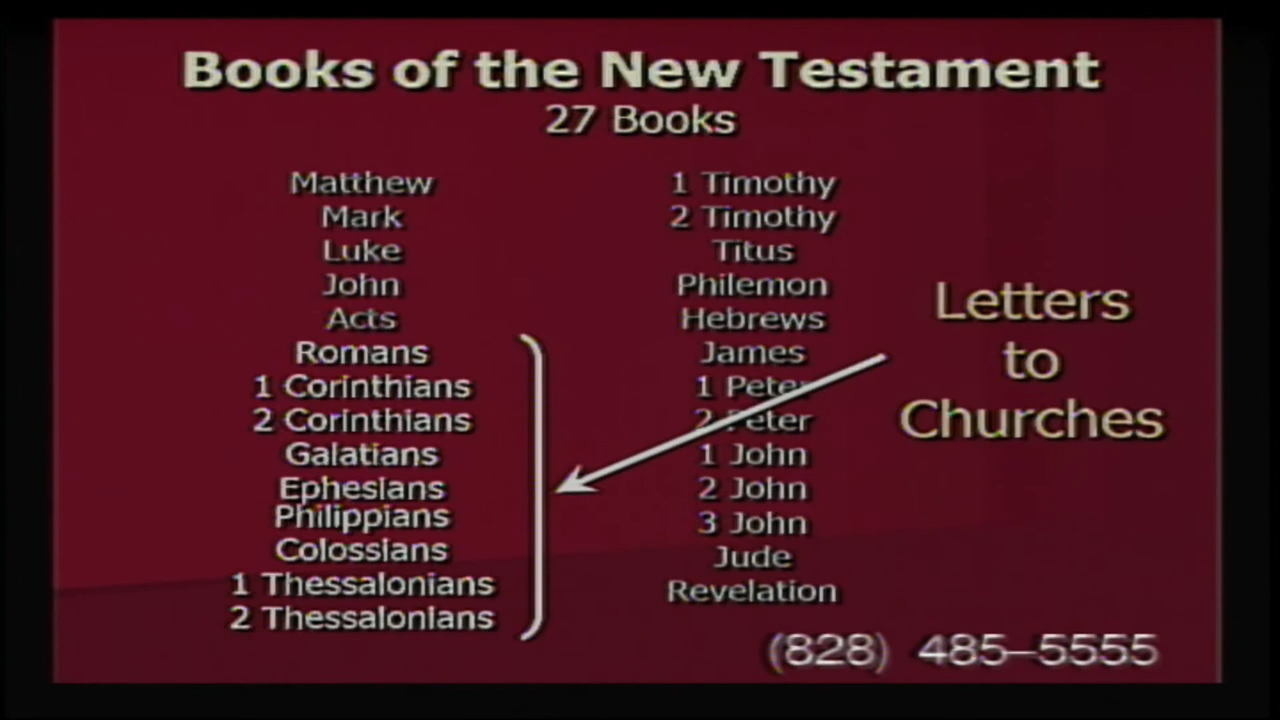 Books of the New Testament
27 Books
Matthew
Mark
Luke
John
Acts
Romans
1 Corinthians
2 Corinthians
Galatians
Ephesians
Philippians
Colossians
1 Thessalonians
2 Thessalonians
1 Timothy
2 Timothy
Titus
Philemon
Hebrews
James
1 Peter
2 Peter
1 John
2 John
3 John
Jude
Revelation
Letters
to
Churches
(828) 485–5555